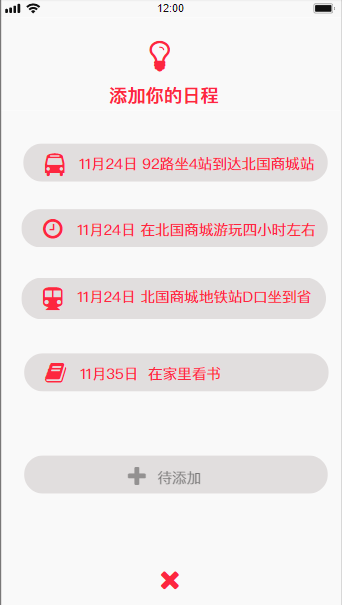 12:00
添加你的日程
11月24日 92路坐4站到达北国商城站
11月24日 在北国商城游玩四小时左右
11月24日 北国商城地铁站D口坐到省
11月35日 在家里看书
待添加